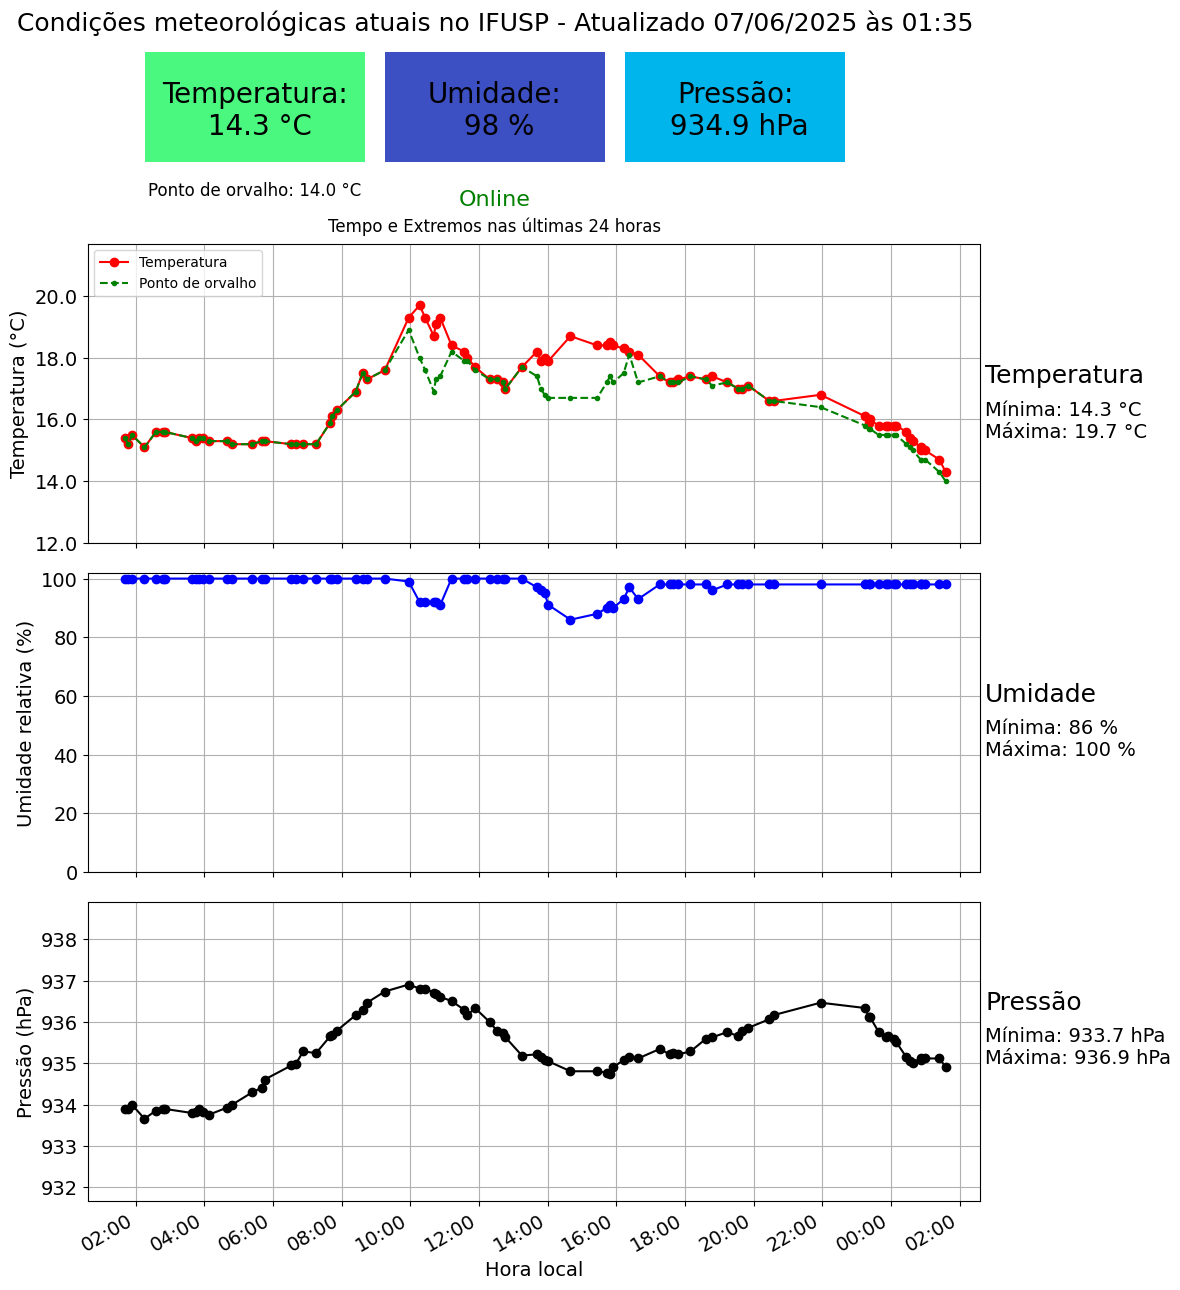 Condições meteorológicas atuais no IFUSP - Atualizado 07/06/2025 às 01:35
Temperatura:
14.3 °C
Umidade:
98 %
Pressão:
934.9 hPa
Ponto de orvalho: 14.0 °C
Online
Tempo e Extremos nas últimas 24 horas
Temperatura
Ponto de orvalho
Temperatura (°C)
20.0
18.0
16.0
14.0
12.0
Temperatura
Mínima: 14.3 °C
Máxima: 19.7 °C
Umidade relativa (%)
100
80
60
40
20
0
Umidade
Mínima: 86 %
Máxima: 100 %
Pressão (hPa)
938
937
936
935
934
933
932
Pressão
Mínima: 933.7 hPa
Máxima: 936.9 hPa
02:00 04:00 06:00 08:00 10:00 12:00 14:00 16:00 18:00 20:00 22:00 00:00 02:00
Hora local